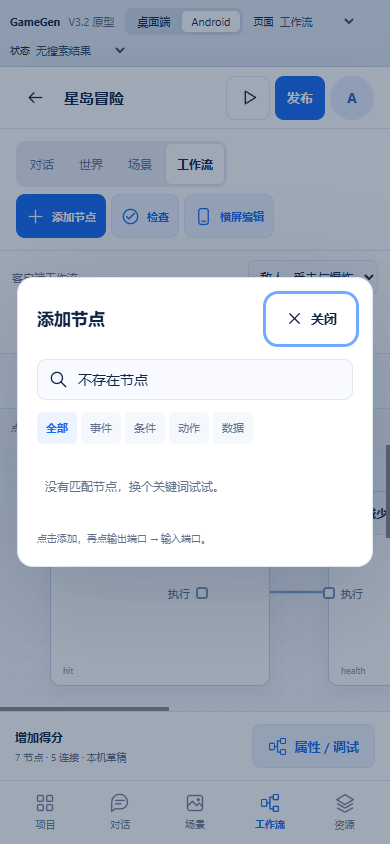 GameGen V3.2 原型 桌面端 Android 页面 工作流
状态 无搜索结果
星岛冒险 发布 A
对话 世界 场景 工作流
添加节点 检查 横屏编辑
添加节点 关闭
不存在节点
全部 事件 条件 动作 数据
没有匹配节点，换个关键词试试。
点击添加，再点输出端口 → 输入端口。
执行 执行
hit health
增加得分
7 节点 · 5 连接 · 本机草稿
属性 / 调试
项目 对话 场景 工作流 资源